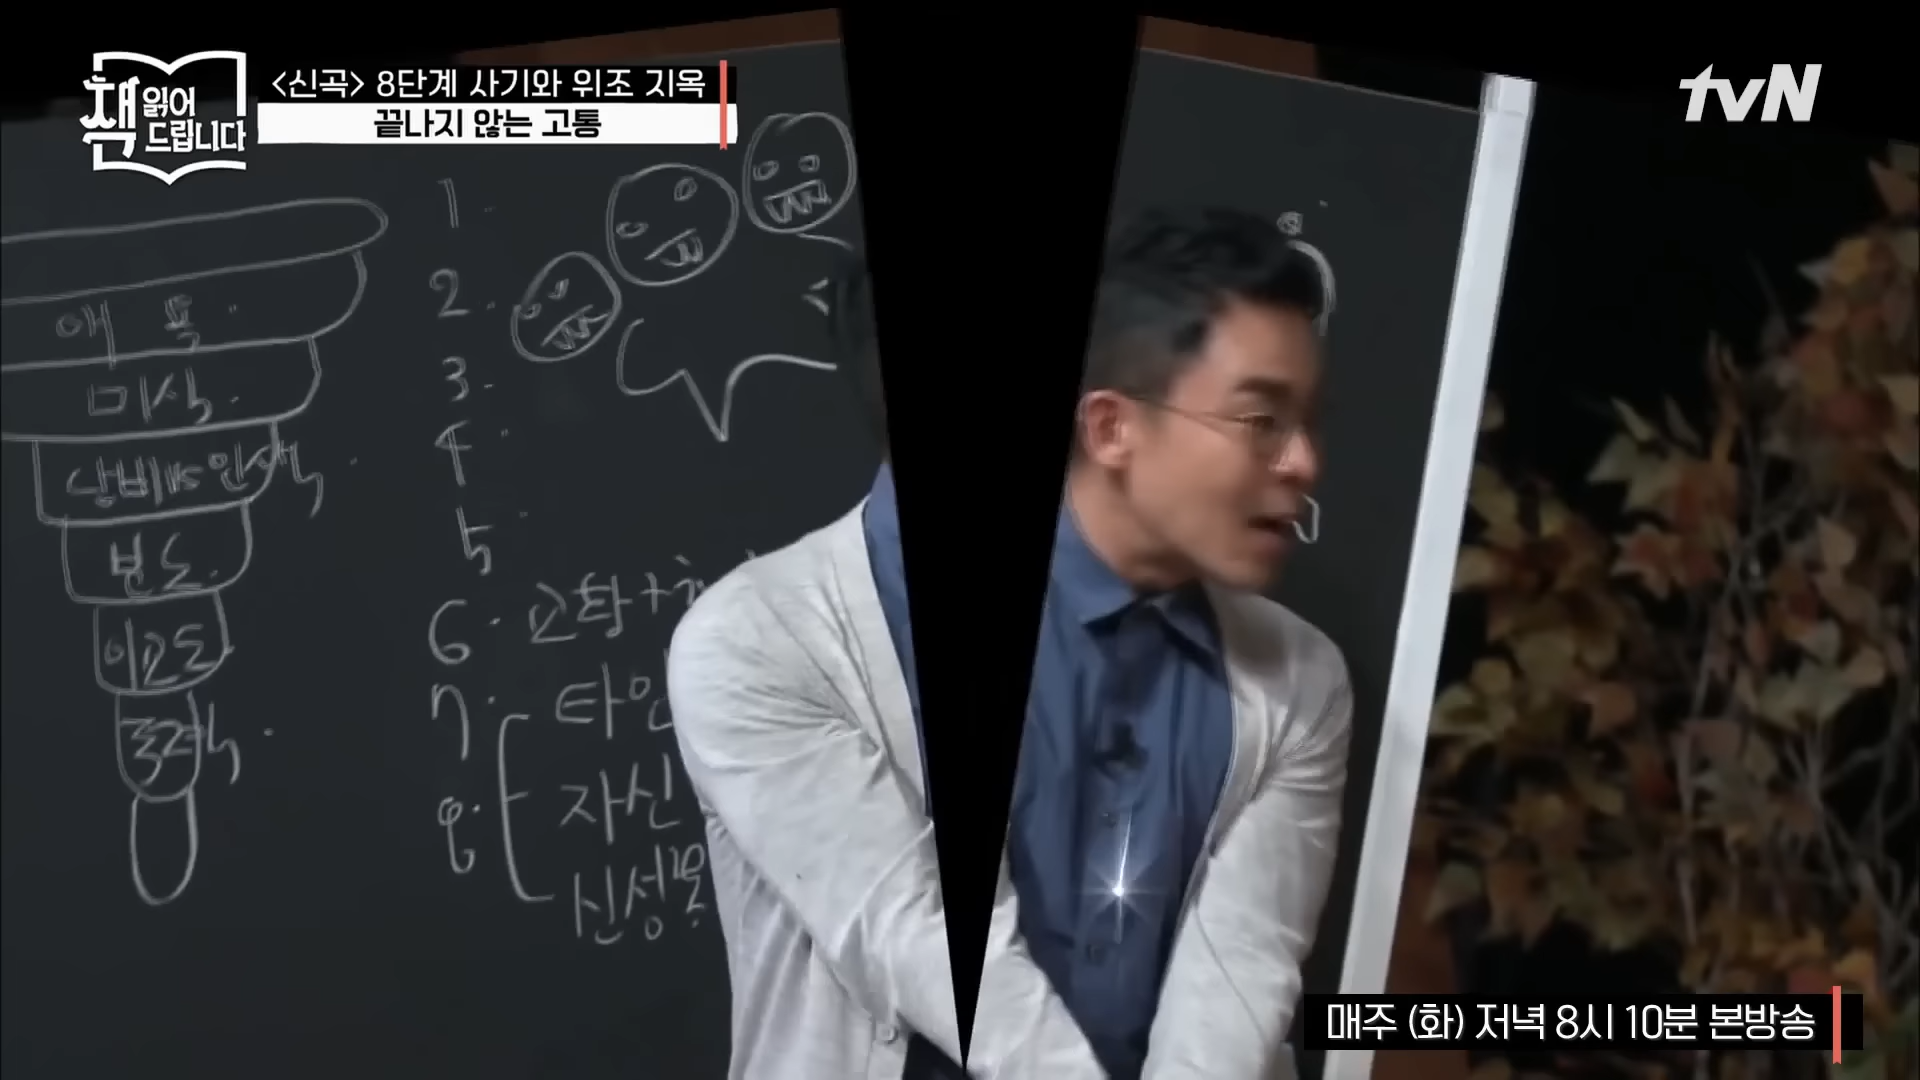 책 읽어
드립니다
<신곡> 8단계 사기와 위조 지옥
끝나지 않는 고통
tvN
애욕.
미식.
낭비 vs 인색.
분노.
이교도
폭력.
1.
2.
3.
4.
5
6.
7.
8.
타인
자신
신성모
매주 (화) 저녁 8시 10분 본방송